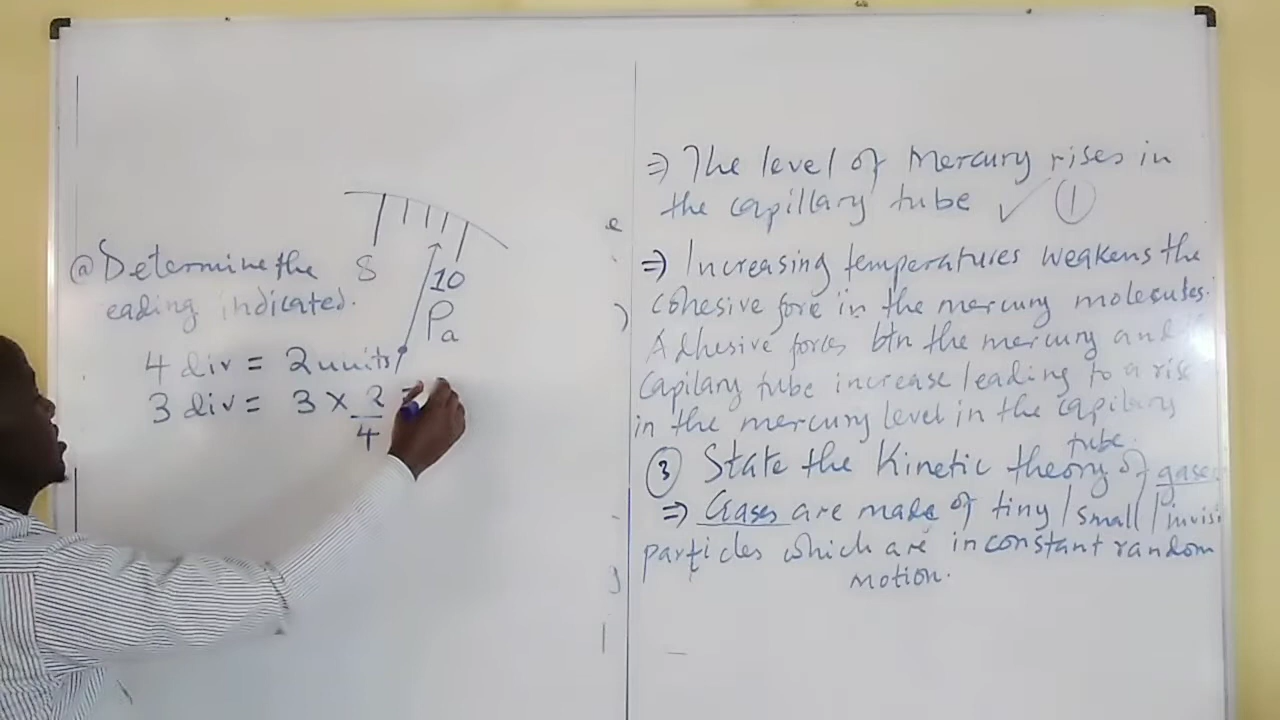 @ Determine the
eading indicated.
8
10
Pa
4 div = 2 units
3 div = 3 × 2/4 =
⇒ The level of mercury rises in
the capillary tube ✓ ①
⇒ Increasing temperatures weakens the
cohesive forc in the mercury molecules.
Adhesive forces btn the mercury and
capilary tube increase leading to a rise
in the mercury level in the capilary
tube.
③ State the Kinetic theory of gase
⇒ Gases are made of tiny / small / invisi
particles which are in constant random
motion.